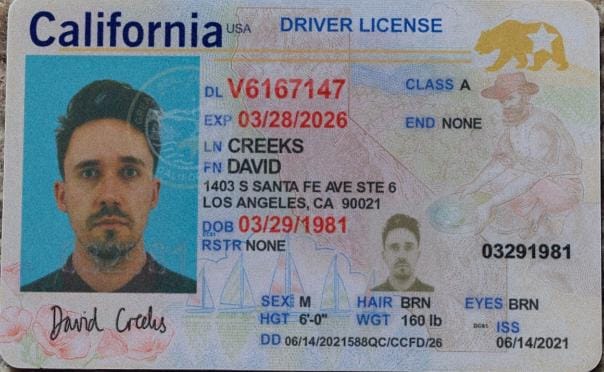 California USA DRIVER LICENSE
DL V6167147 CLASS A
EXP 03/28/2026 END NONE
LN CREEKS
FN DAVID
1403 S SANTA FE AVE STE 6
LOS ANGELES, CA 90021
DOB 03/29/1981
RSTR NONE 03291981
David Creeks
SEX M HAIR BRN EYES BRN
HGT 6'-0" WGT 160 lb ISS
DD 06/14/2021588QC/CCFD/26 06/14/2021